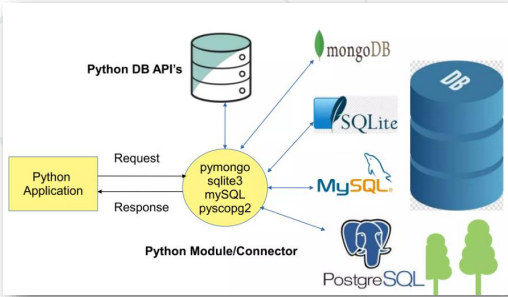 Python DB API's
mongoDB
DB
SQLite
Python
Application
Request
Response
pymongo
sqlite3
mySQL
pyscopg2
MySQL
Python Module/Connector
PostgreSQL